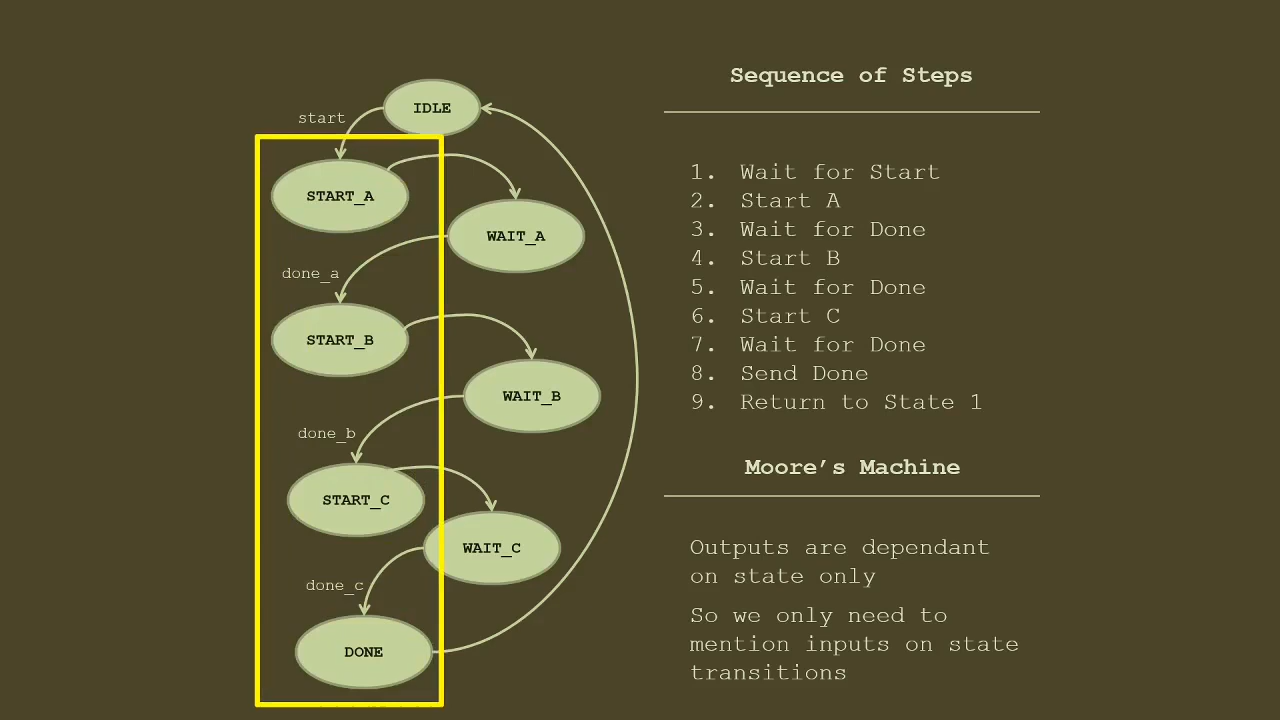 IDLE
start
START_A
WAIT_A
done_a
START_B
WAIT_B
done_b
START_C
WAIT_C
done_c
DONE
Sequence of Steps
1. Wait for Start
2. Start A
3. Wait for Done
4. Start B
5. Wait for Done
6. Start C
7. Wait for Done
8. Send Done
9. Return to State 1
Moore’s Machine
Outputs are dependant
on state only
So we only need to
mention inputs on state
transitions